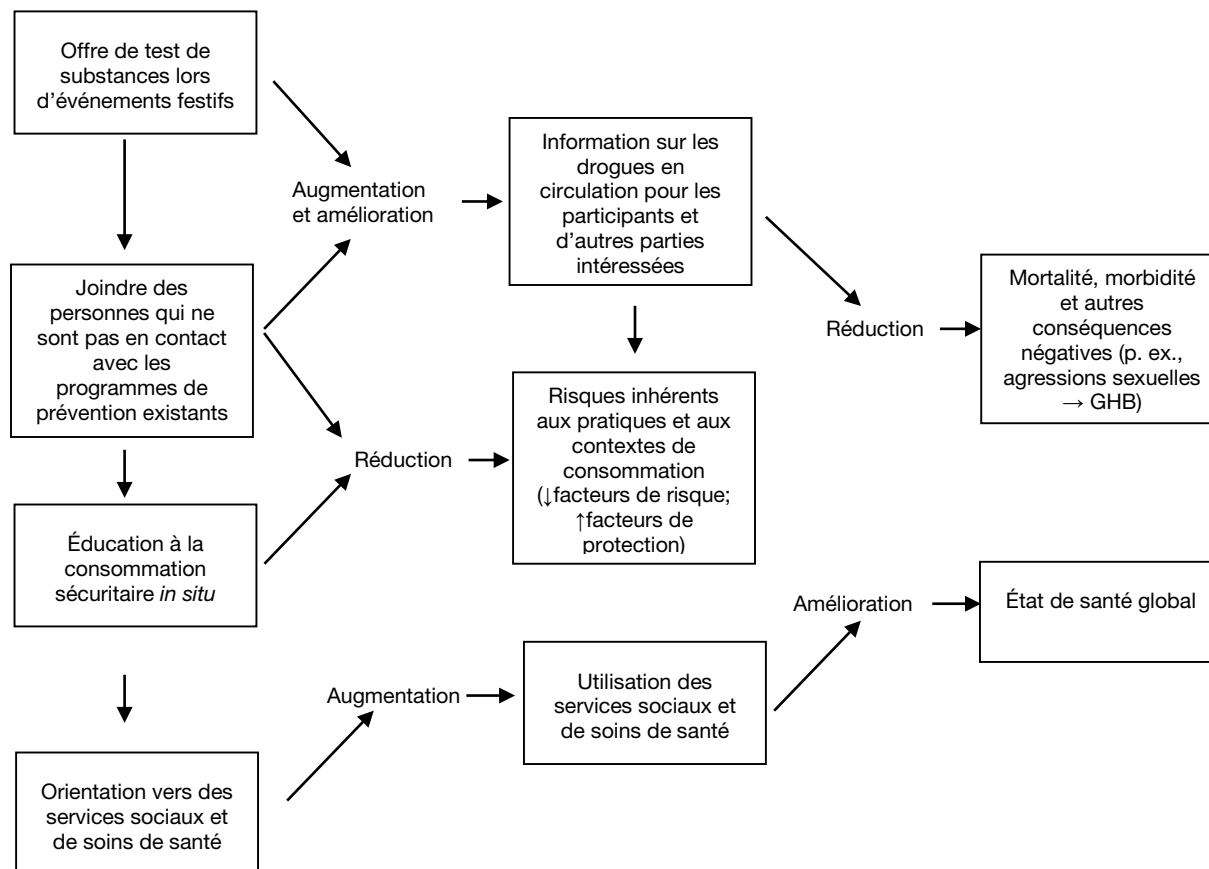 Offre de test de
substances lors
d'événements festifs
Augmentation
et amélioration
Information sur les
drogues en
circulation pour les
participants et
d'autres parties
intéressées
Joindre des
personnes qui ne
sont pas en contact
avec les
programmes de
prévention existants
Réduction
Mortalité, morbidité
et autres
conséquences
négatives (p. ex.,
agressions sexuelles
→ GHB)
Réduction
Risques inhérents
aux pratiques et aux
contextes de
consommation
(↓facteurs de risque;
↑facteurs de
protection)
Éducation à la
consommation
sécuritaire in situ
Amélioration
État de santé global
Augmentation
Utilisation des
services sociaux et
de soins de santé
Orientation vers des
services sociaux et
de soins de santé